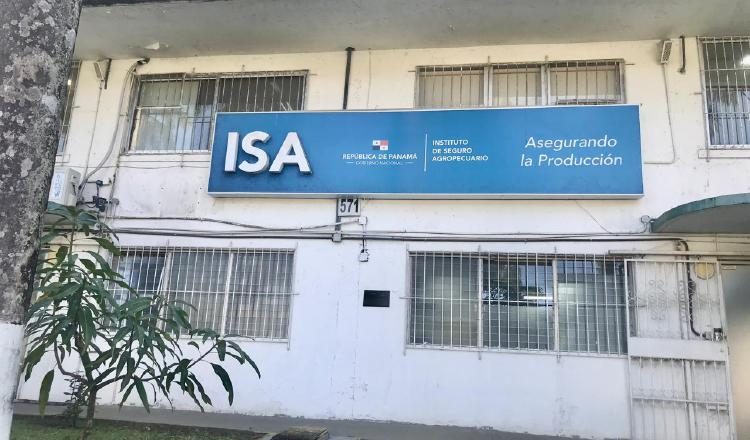 ISA
REPÚBLICA DE PANAMÁ
GOBIERNO NACIONAL
INSTITUTO
DE SEGURO
AGROPECUARIO
Asegurando
la Producción
571